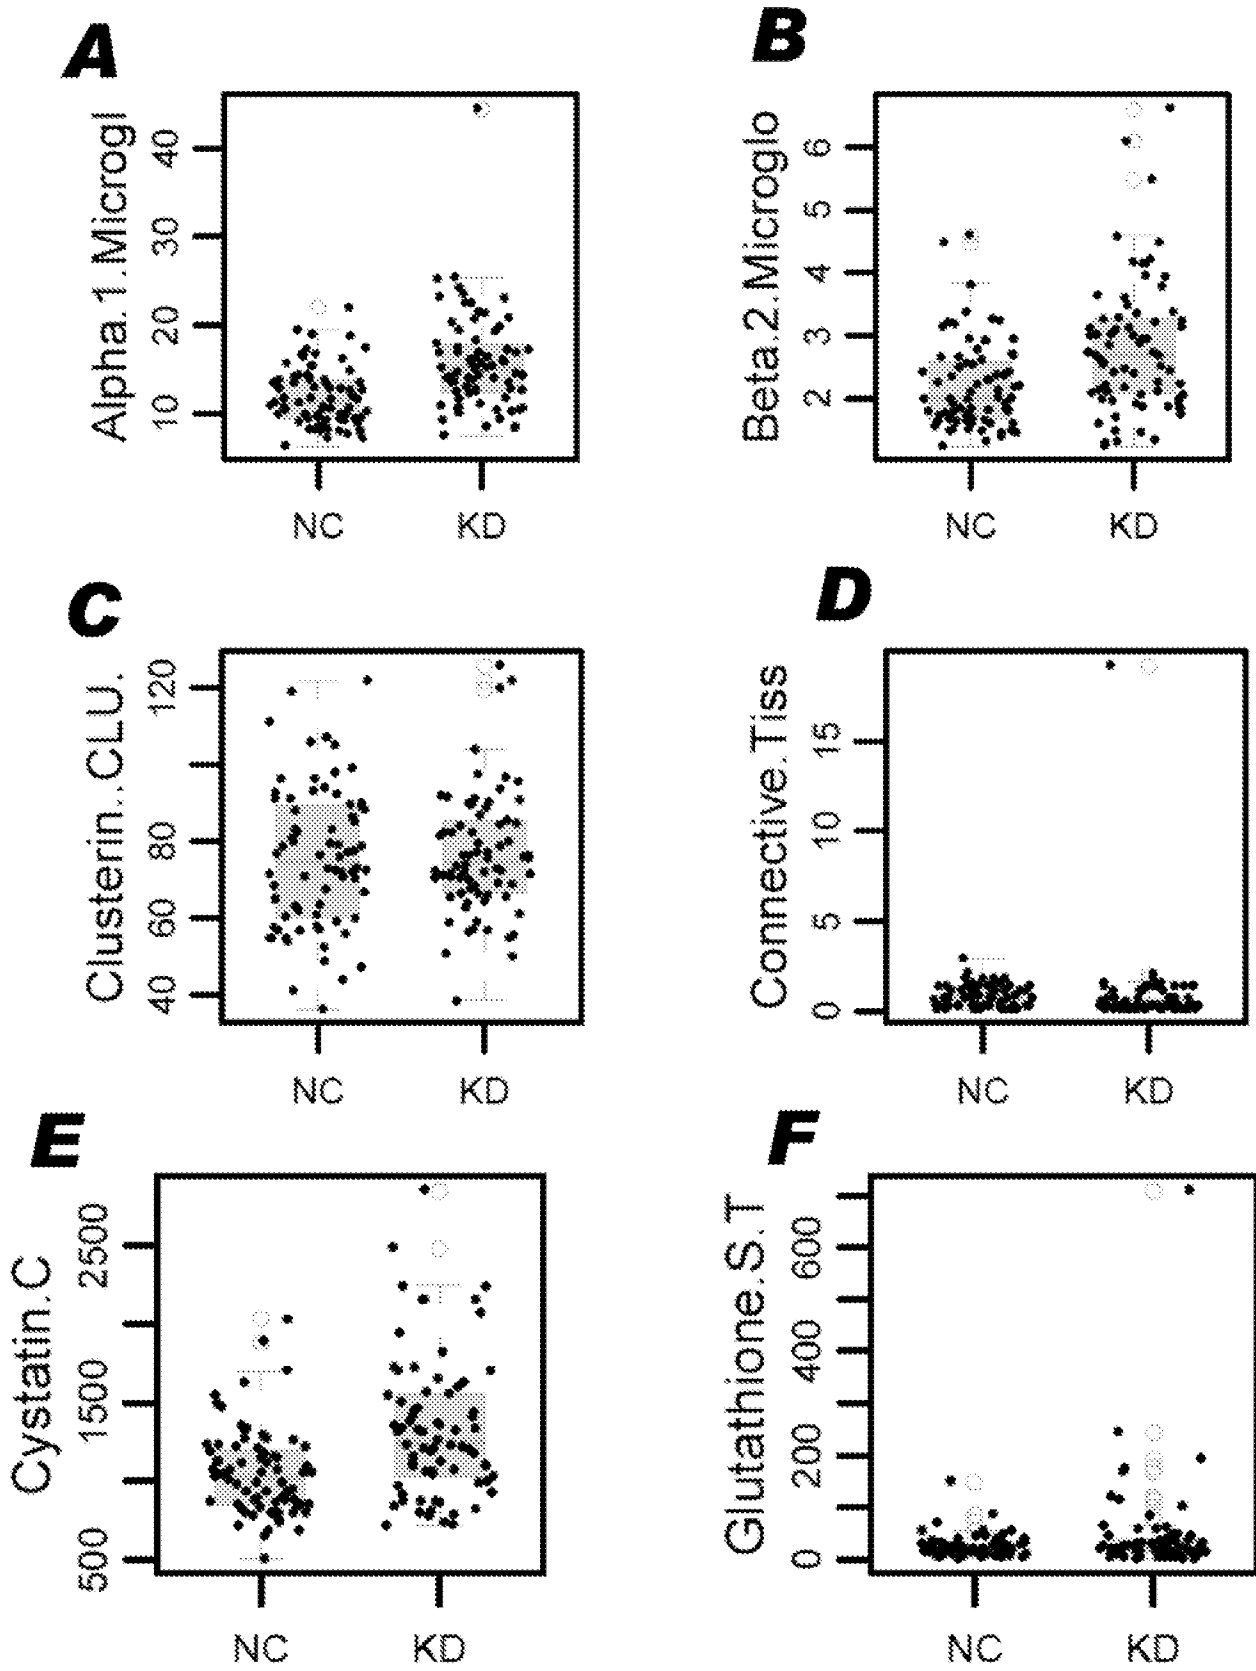 A
Alpha.1.Microgl
40
30
20
10
NC
KD
B
Beta.2.Microglo
6
5
4
3
2
NC
KD
C
Clusterin..CLU.
120
80
60
40
NC
KD
D
Connective.Tiss
15
10
5
0
NC
KD
E
Cystatin.C
2500
1500
500
NC
KD
F
Glutathione.S.T
600
400
200
0
NC
KD